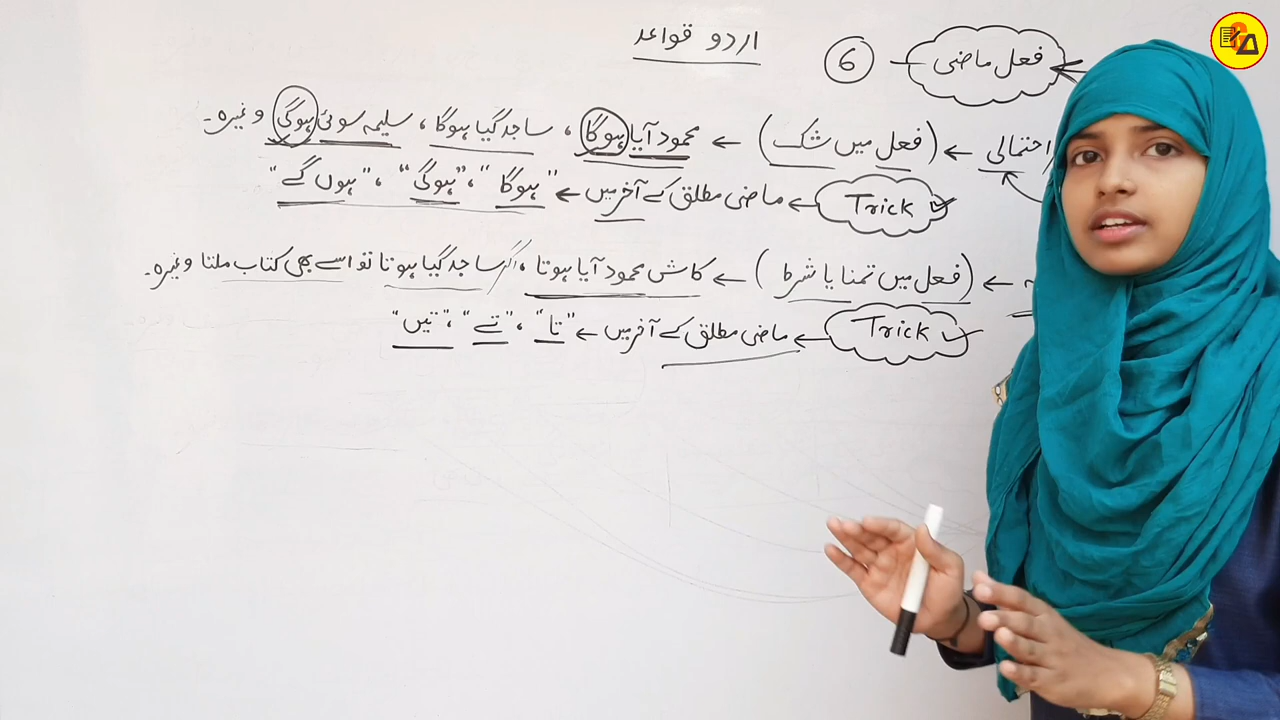 اردو قواعد
فعل ماضی – 6
احتمالی ← (فعل میں شک) ← محمود آیا ہوگا، ساجد گیا ہوگا، سلیمہ سوئی ہوگی وغیرہ۔
Trick ← ماضی مطلق کے آخر میں ← "ہوگا"، "ہوگی"، "ہوں گے"
← (فعل میں تمنا یا شرط) ← کاش محمود آیا ہوتا، اگر ساجد گیا ہوتا تو اسے بھی کتاب ملتا وغیرہ۔
Trick ← ماضی مطلق کے آخر میں ← "تا"، "تے"، "تیں"